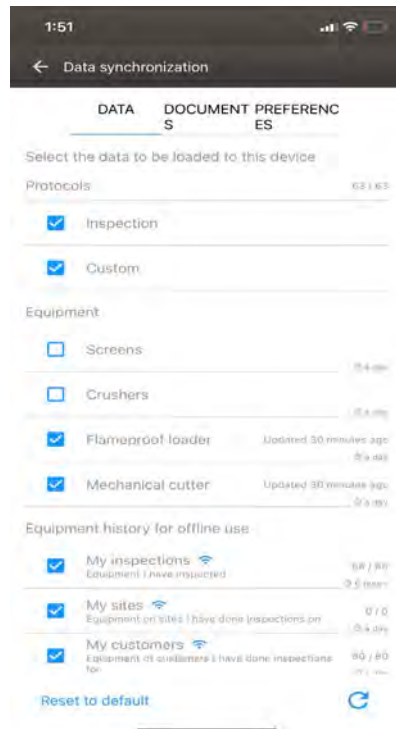 1:51
Data synchronization
DATA DOCUMENT PREFERENC
S ES
Select the data to be loaded to this device
Protocols 63 / 63
Inspection
Custom
Equipment
Screens
Crushers
Flameproof loader Updated 30 minutes ago
Mechanical cutter Updated 30 minutes ago
Equipment history for offline use
My inspections
Equipment I have inspected
My sites 0 / 0
Equipment on sites I have done inspections on
My customers
Equipment of customers I have done inspections 80 / 80
for
Reset to default